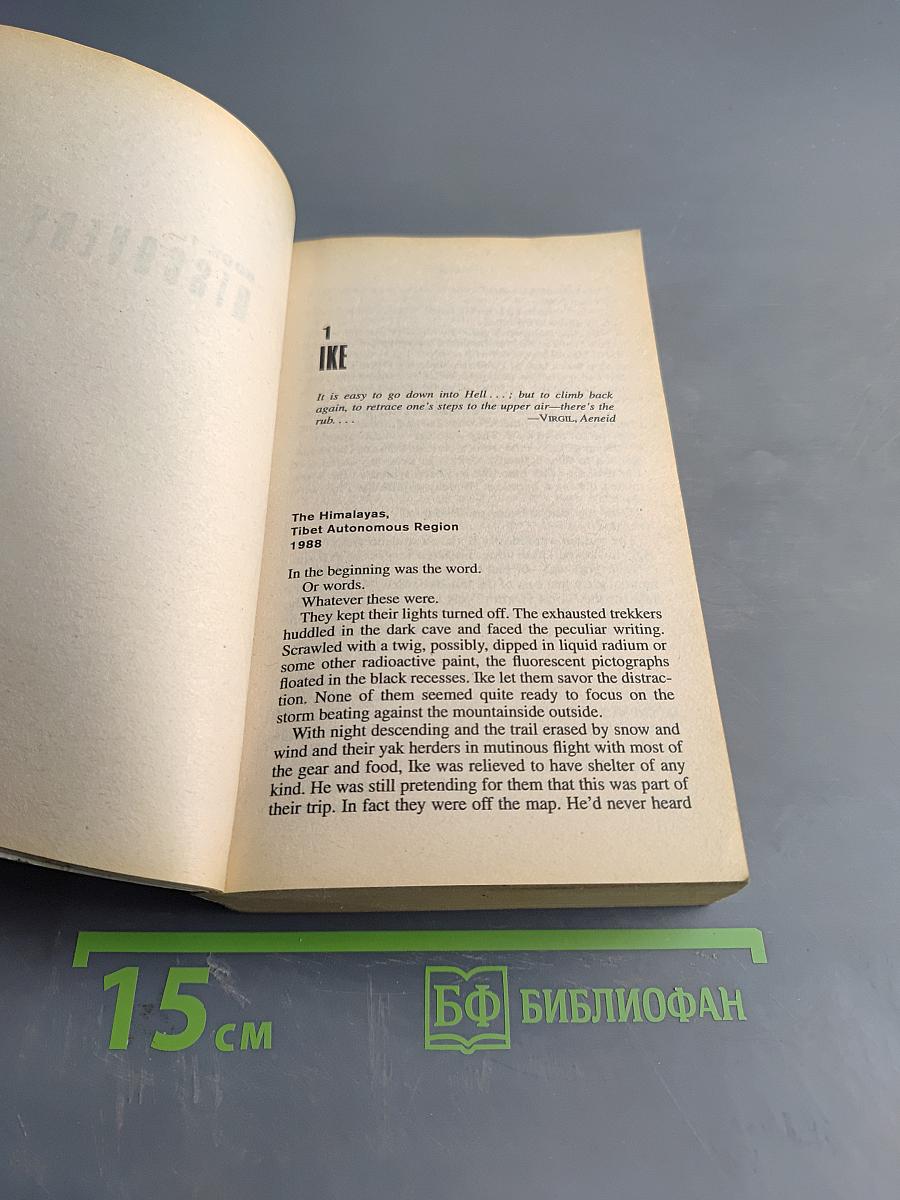 DISCOVERY
1
IKE
It is easy to go down into Hell . . . ; but to climb back
again, to retrace one's steps to the upper air—there's the
rub. . . . —VIRGIL, Aeneid
The Himalayas,
Tibet Autonomous Region
1988
In the beginning was the word.
Or words.
Whatever these were.
They kept their lights turned off. The exhausted trekkers
huddled in the dark cave and faced the peculiar writing.
Scrawled with a twig, possibly, dipped in liquid radium or
some other radioactive paint, the fluorescent pictographs
floated in the black recesses. Ike let them savor the distrac-
tion. None of them seemed quite ready to focus on the
storm beating against the mountainside outside.
With night descending and the trail erased by snow and
wind and their yak herders in mutinous flight with most of
the gear and food, Ike was relieved to have shelter of any
kind. He was still pretending for them that this was part of
their trip. In fact they were off the map. He'd never heard
15 см
БФ БИБЛИОФАН